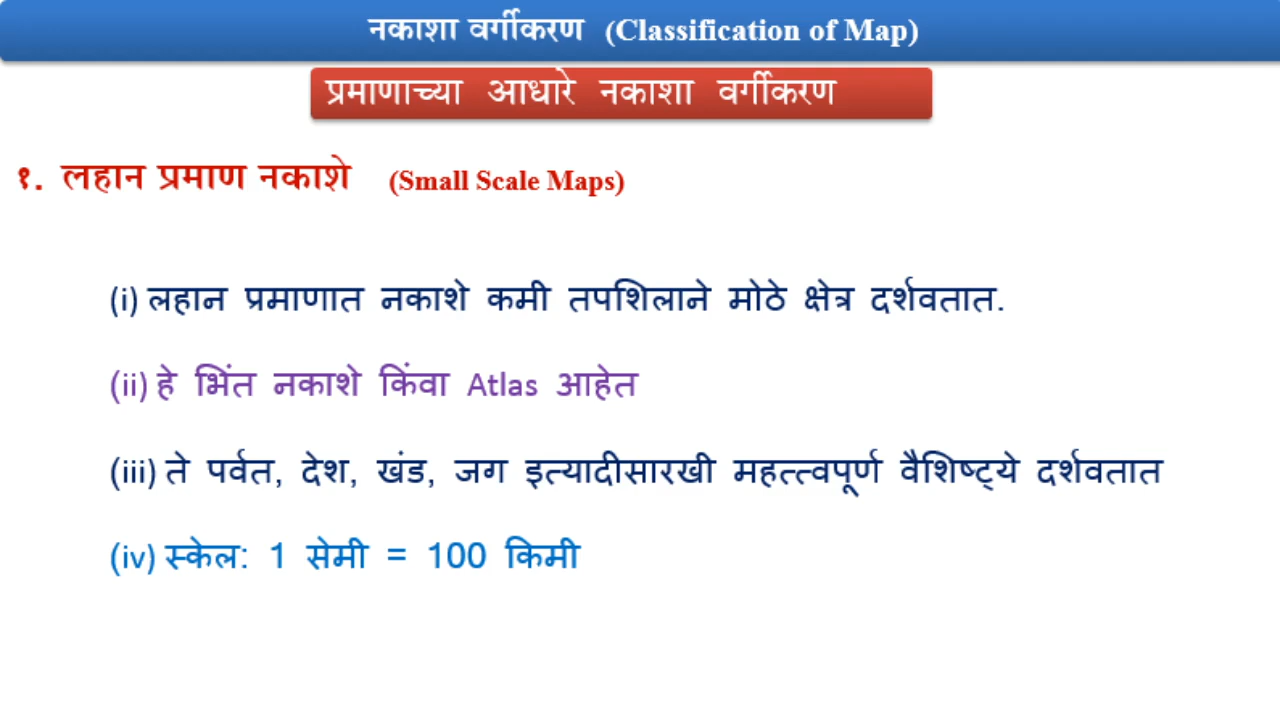 नकाशा वर्गीकरण (Classification of Map)
प्रमाणाच्या आधारे नकाशा वर्गीकरण
१. लहान प्रमाण नकाशे (Small Scale Maps)
(i) लहान प्रमाणात नकाशे कमी तपशिलाने मोठे क्षेत्र दर्शवतात.
(ii) हे भिंत नकाशे किंवा Atlas आहेत
(iii) ते पर्वत, देश, खंड, जग इत्यादीसारखी महत्त्वपूर्ण वैशिष्ट्ये दर्शवतात
(iv) स्केल: 1 सेमी = 100 किमी